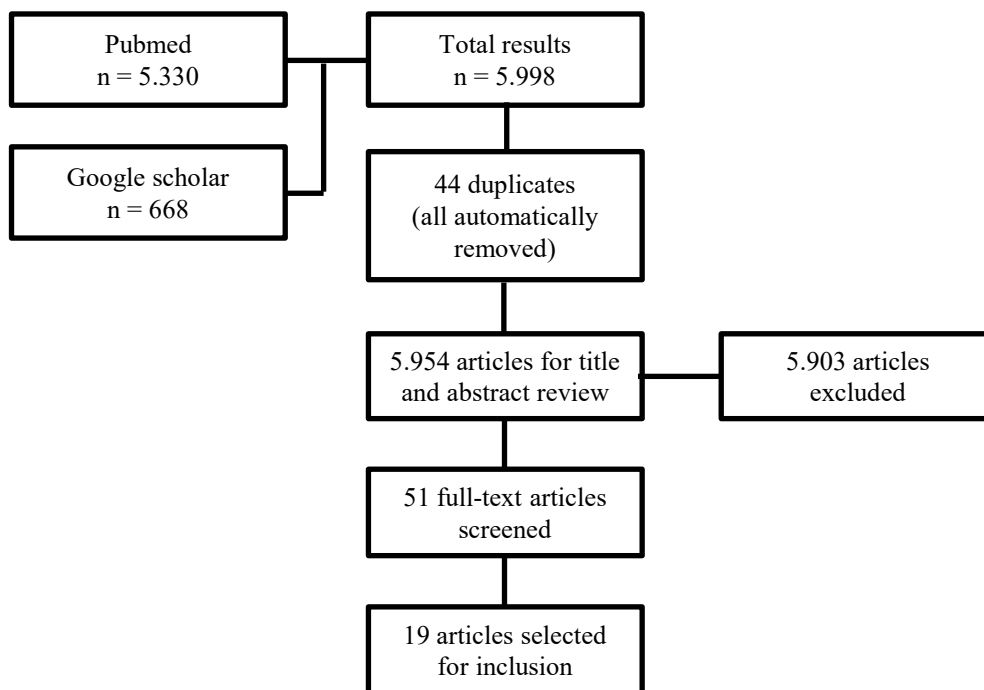 Pubmed
n = 5.330
Total results
n = 5.998
Google scholar
n = 668
44 duplicates
(all automatically
removed)
5.954 articles for title
and abstract review
5.903 articles
excluded
51 full-text articles
screened
19 articles selected
for inclusion